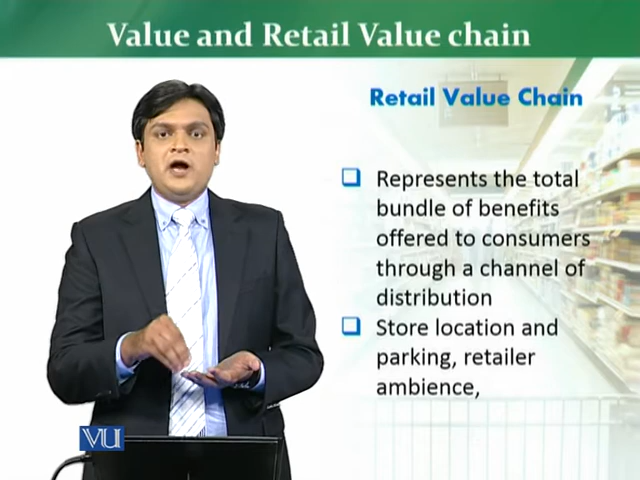 Value and Retail Value chain
Retail Value Chain
Represents the total
bundle of benefits
offered to consumers
through a channel of
distribution
Store location and
parking, retailer
ambience,
VU